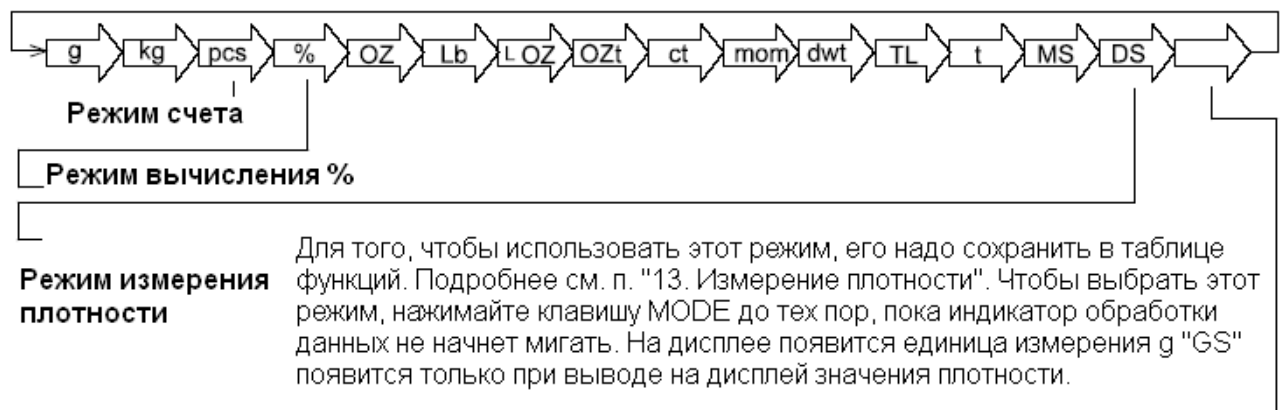 g kg pcs % OZ Lb L OZ OZt ct mom dwt TL t MS DS
Режим счета
Режим вычисления %
Для того, чтобы использовать этот режим, его надо сохранить в таблице
Режим измерения функций. Подробнее см. п. "13. Измерение плотности". Чтобы выбрать этот
плотности режим, нажимайте клавишу MODE до тех пор, пока индикатор обработки
данных не начнет мигать. На дисплее появится единица измерения g "GS"
появится только при выводе на дисплей значения плотности.